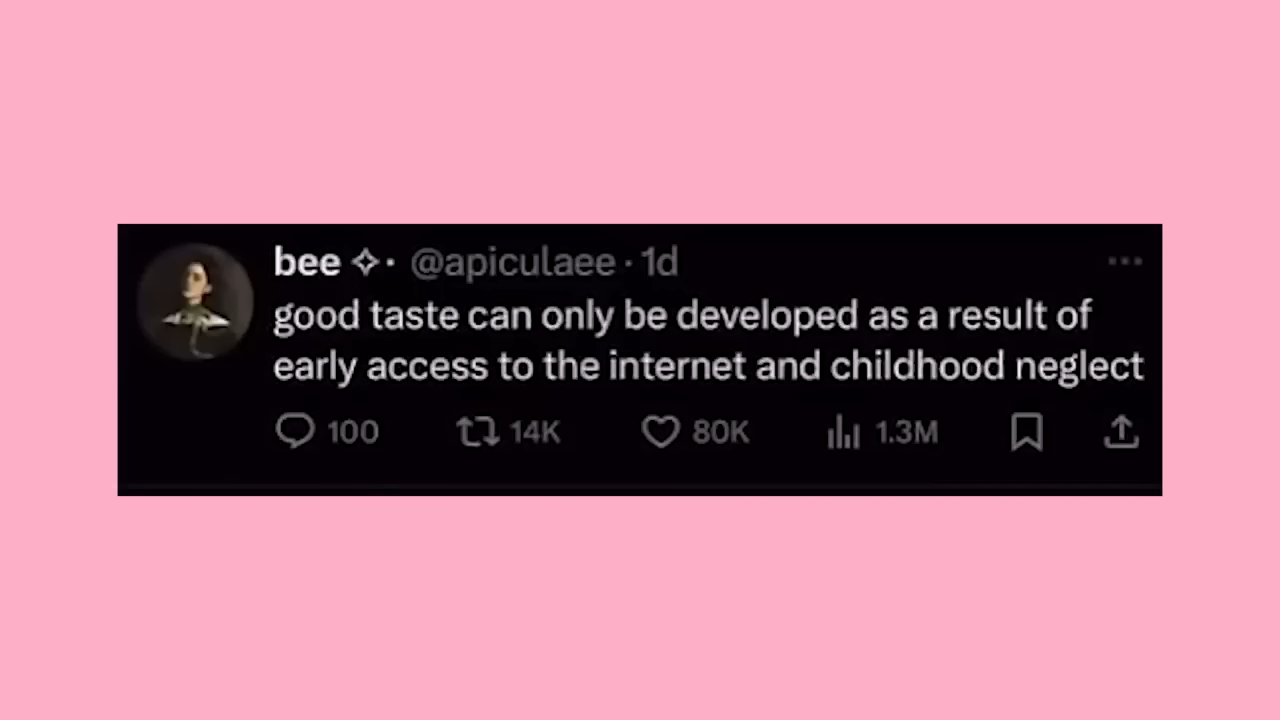 bee ✧· @apiculaee · 1d
good taste can only be developed as a result of
early access to the internet and childhood neglect
100 14K 80K 1.3M